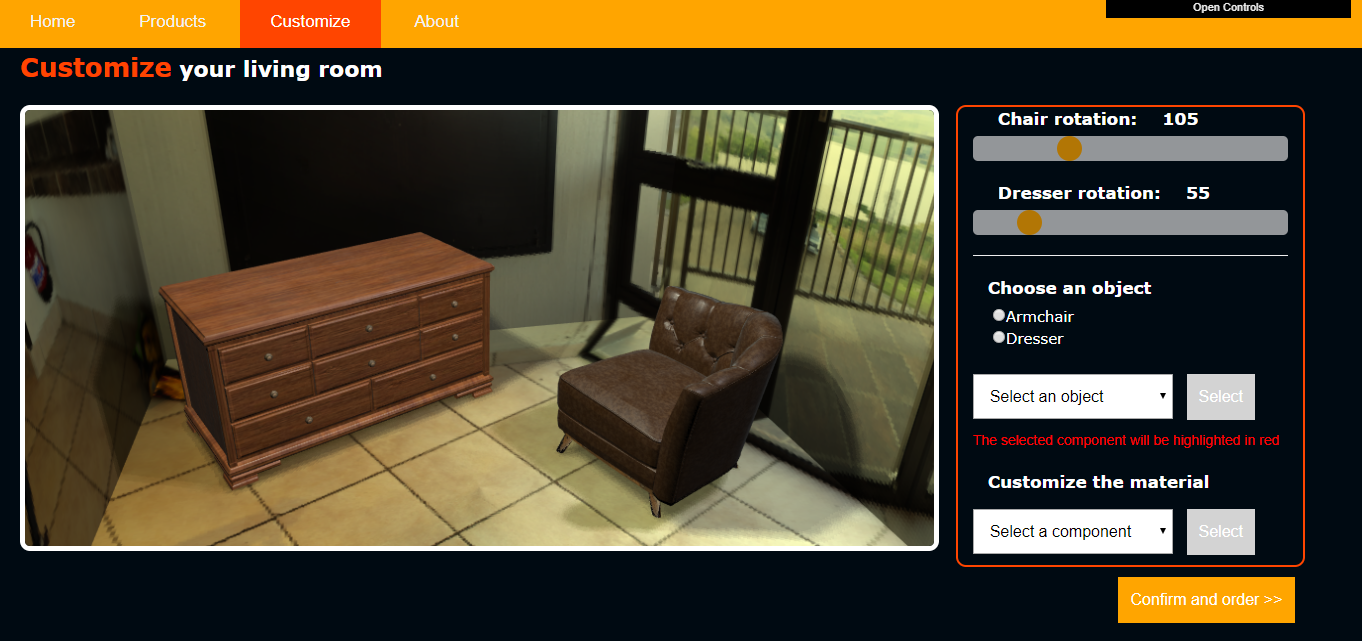 Home Products Customize About
Open Controls
Customize your living room
Chair rotation: 105
Dresser rotation: 55
Choose an object
Armchair
Dresser
Select an object Select
The selected component will be highlighted in red
Customize the material
Select a component Select
Confirm and order >>